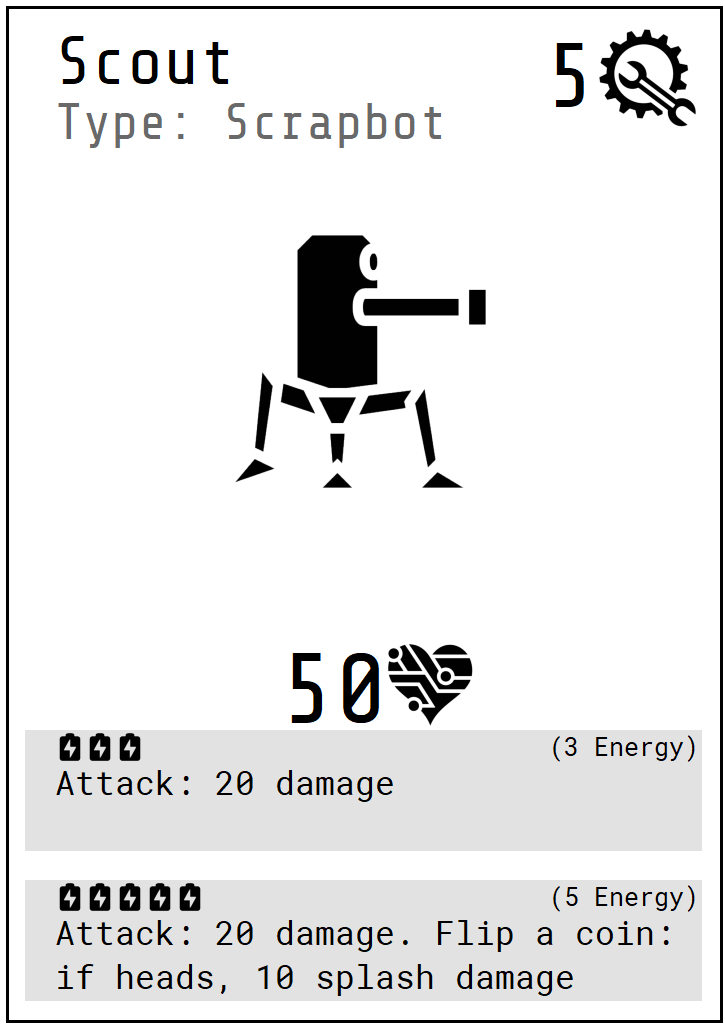 Scout
5
Type: Scrapbot
50
(3 Energy)
Attack: 20 damage
(5 Energy)
Attack: 20 damage. Flip a coin:
if heads, 10 splash damage